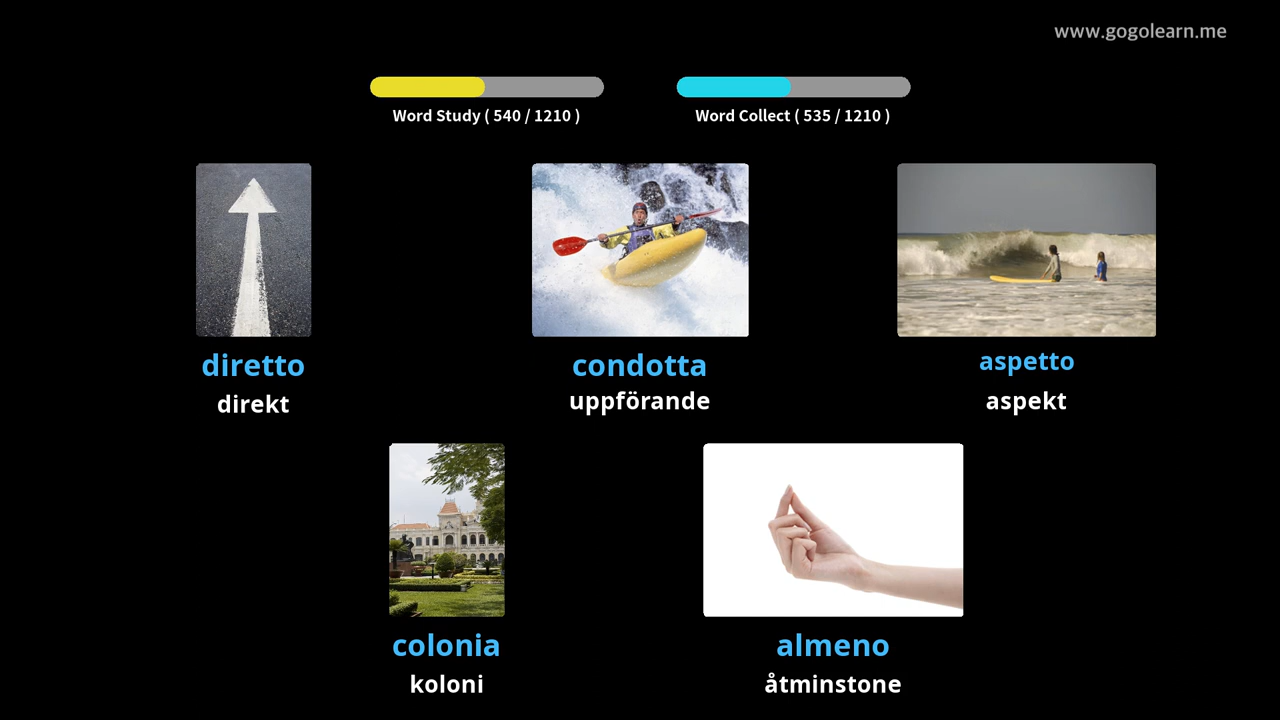 www.gogolearn.me
Word Study ( 540 / 1210 )
Word Collect ( 535 / 1210 )
diretto
direkt
condotta
uppförande
aspetto
aspekt
colonia
koloni
almeno
åtminstone